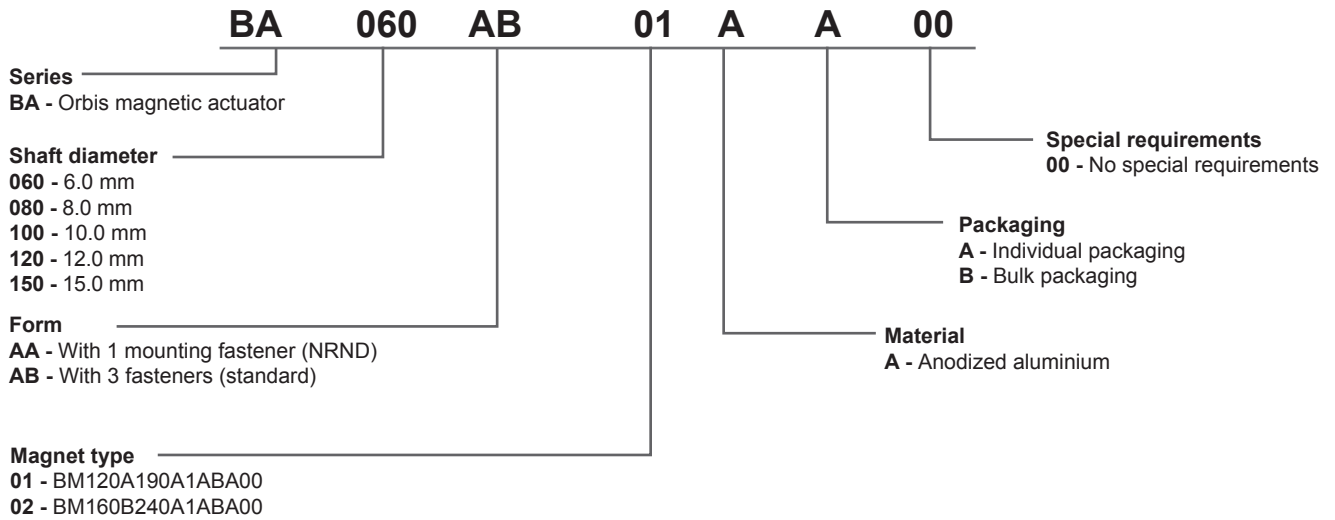 BA 060 AB 01 A A 00
Series
BA - Orbis magnetic actuator
Shaft diameter
060 - 6.0 mm
080 - 8.0 mm
100 - 10.0 mm
120 - 12.0 mm
150 - 15.0 mm
Form
AA - With 1 mounting fastener (NRND)
AB - With 3 fasteners (standard)
Magnet type
01 - BM120A190A1ABA00
02 - BM160B240A1ABA00
Special requirements
00 - No special requirements
Packaging
A - Individual packaging
B - Bulk packaging
Material
A - Anodized aluminium